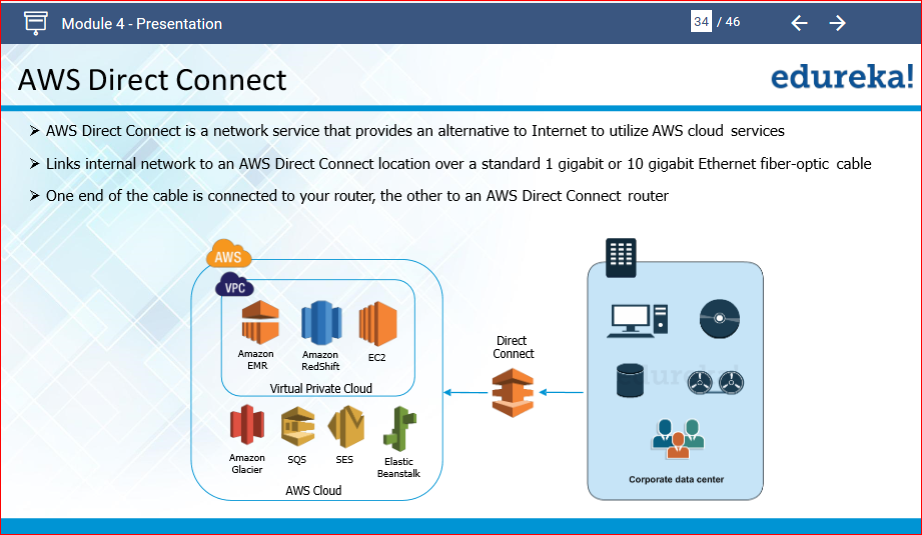 Module 4 - Presentation
34 / 46
AWS Direct Connect
edureka!
AWS Direct Connect is a network service that provides an alternative to Internet to utilize AWS cloud services
Links internal network to an AWS Direct Connect location over a standard 1 gigabit or 10 gigabit Ethernet fiber-optic cable
One end of the cable is connected to your router, the other to an AWS Direct Connect router
AWS
VPC
Amazon
EMR
Amazon
RedShift
EC2
Virtual Private Cloud
Amazon
Glacier
SQS
SES
Elastic
Beanstalk
AWS Cloud
Direct
Connect
edureka!
Corporate data center